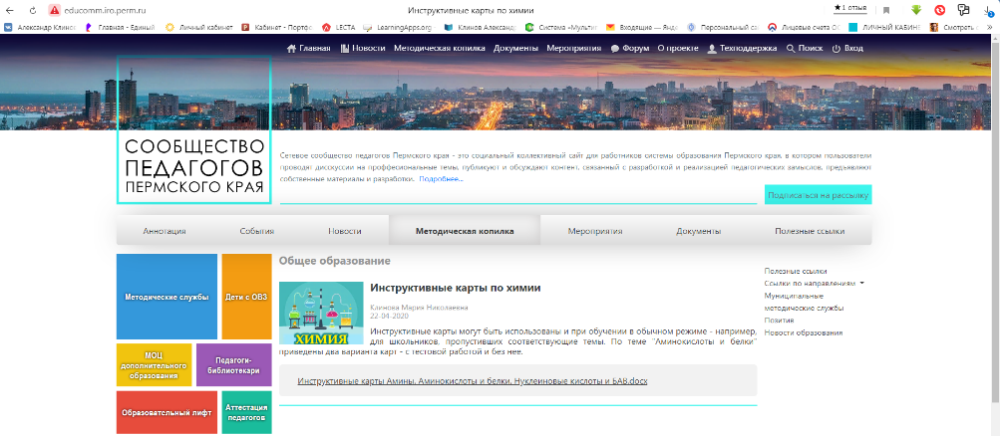 educomm.iro.perm.ru
Инструктивные карты по химии
1 отзыв
Александр Клинов
Главная - Единый
Личный кабинет
Кабинет - Портфо
LECTA
LearningApps.org
Клинов Александр
Система «Мульти
Входящие — Янде
Персональный са
Лицевые счета О
ЛИЧНЫЙ КАБИНЕ
Смотреть
Главная
Новости
Методическая копилка
Документы
Мероприятия
Форум
О проекте
Техподдержка
Поиск
Вход
СООБЩЕСТВО
ПЕДАГОГОВ
ПЕРМСКОГО КРАЯ
Сетевое сообщество педагогов Пермского края - это социальный коллективный сайт для работников системы образования Пермского края, в котором пользователи
проводят дисскуссии на проффесиональные темы, публикуют и обсуждают контент, связанный с разработкой и реализацией педагогических замыслов, предъявляют
собственные материалы и разработки. Подробнее...
Подписаться на рассылку
Аннотация
События
Новости
Методическая копилка
Мероприятия
Документы
Полезные ссылки
Методические службы
Дети с ОВЗ
МОЦ
дополнительного
образования
Педагоги-
библиотекари
Образовательный лифт
Аттестация
педагогов
Общее образование
ХИМИЯ
Инструктивные карты по химии
Клинова Мария Николаевна
22-04-2020
Инструктивные карты могут быть использованы и при обучении в обычном режиме - например,
для школьников, пропустивших соответствующие темы. По теме "Аминокислоты и белки"
приведены два варианта карт - с тестовой работой и без нее.
Инструктивные карты Амины. Аминокислоты и белки. Нуклеиновые кислоты и БАВ.docx
Полезные ссылки
Ссылки по направлениям
Муниципальные
методические службы
Позития
Новости образования